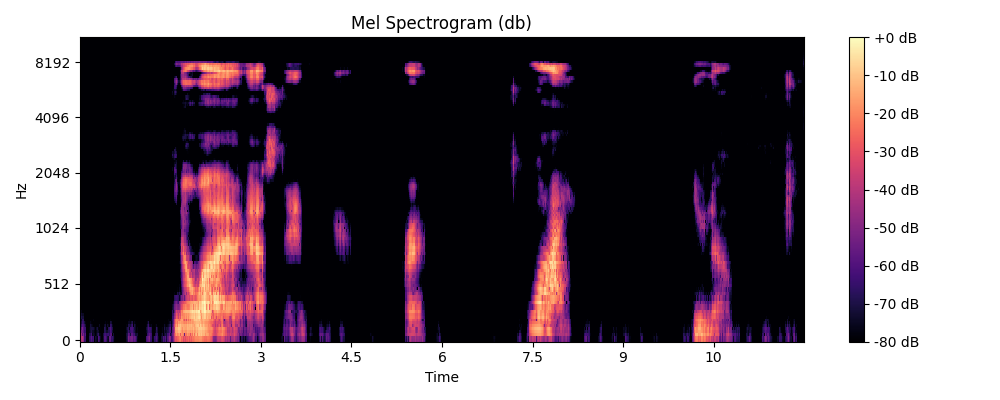 Mel Spectrogram (db)
+0 dB
8192
-10 dB
4096
-20 dB
-30 dB
Hz
2048
-40 dB
1024
-50 dB
-60 dB
512
-70 dB
0
-80 dB
0 1.5 3 4.5 6 7.5 9 10
Time